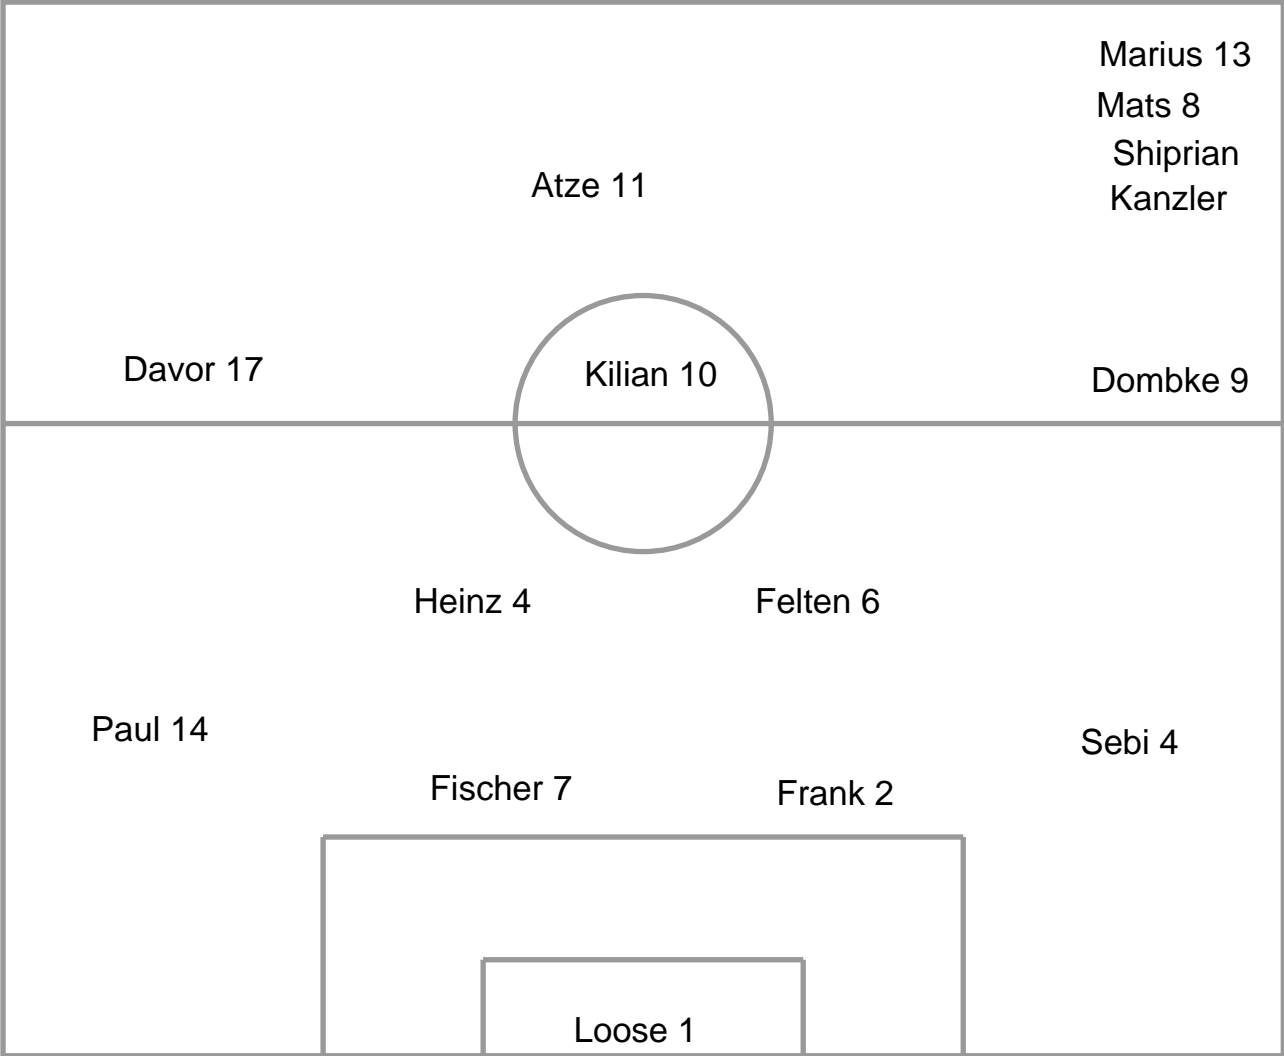 Marius 13
Mats 8
Shiprian
Atze 11
Kanzler
Davor 17
Kilian 10
Dombke 9
Heinz 4
Felten 6
Paul 14
Sebi 4
Fischer 7
Frank 2
Loose 1